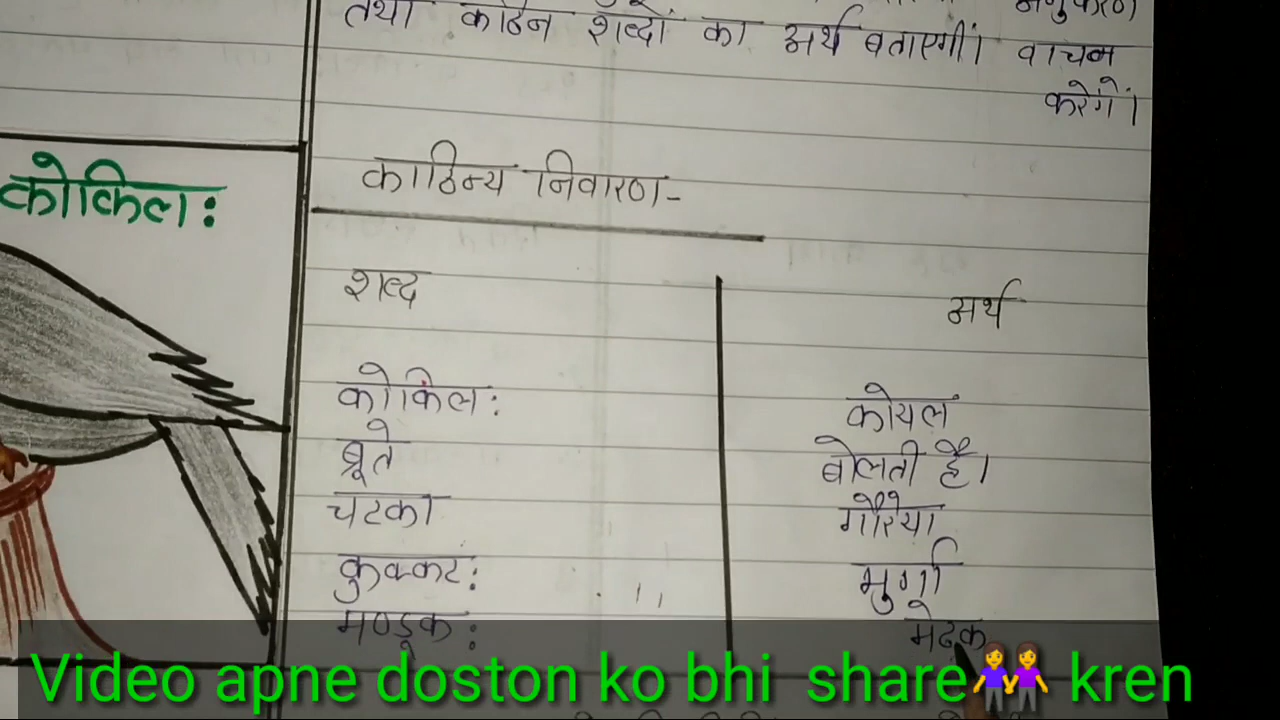 तथा कठिन शब्दों का अर्थ बताएगीं। वाचन
करेगें।
कोकिलः
काठिन्य निवारण-
शब्द अर्थ
कोकिलः कोयल
ब्रूते बोलती है।
चटका गौरैया
कुक्कटः मुर्गा
मण्डूकः मेढ़क
Video apne doston ko bhi share👭 kren